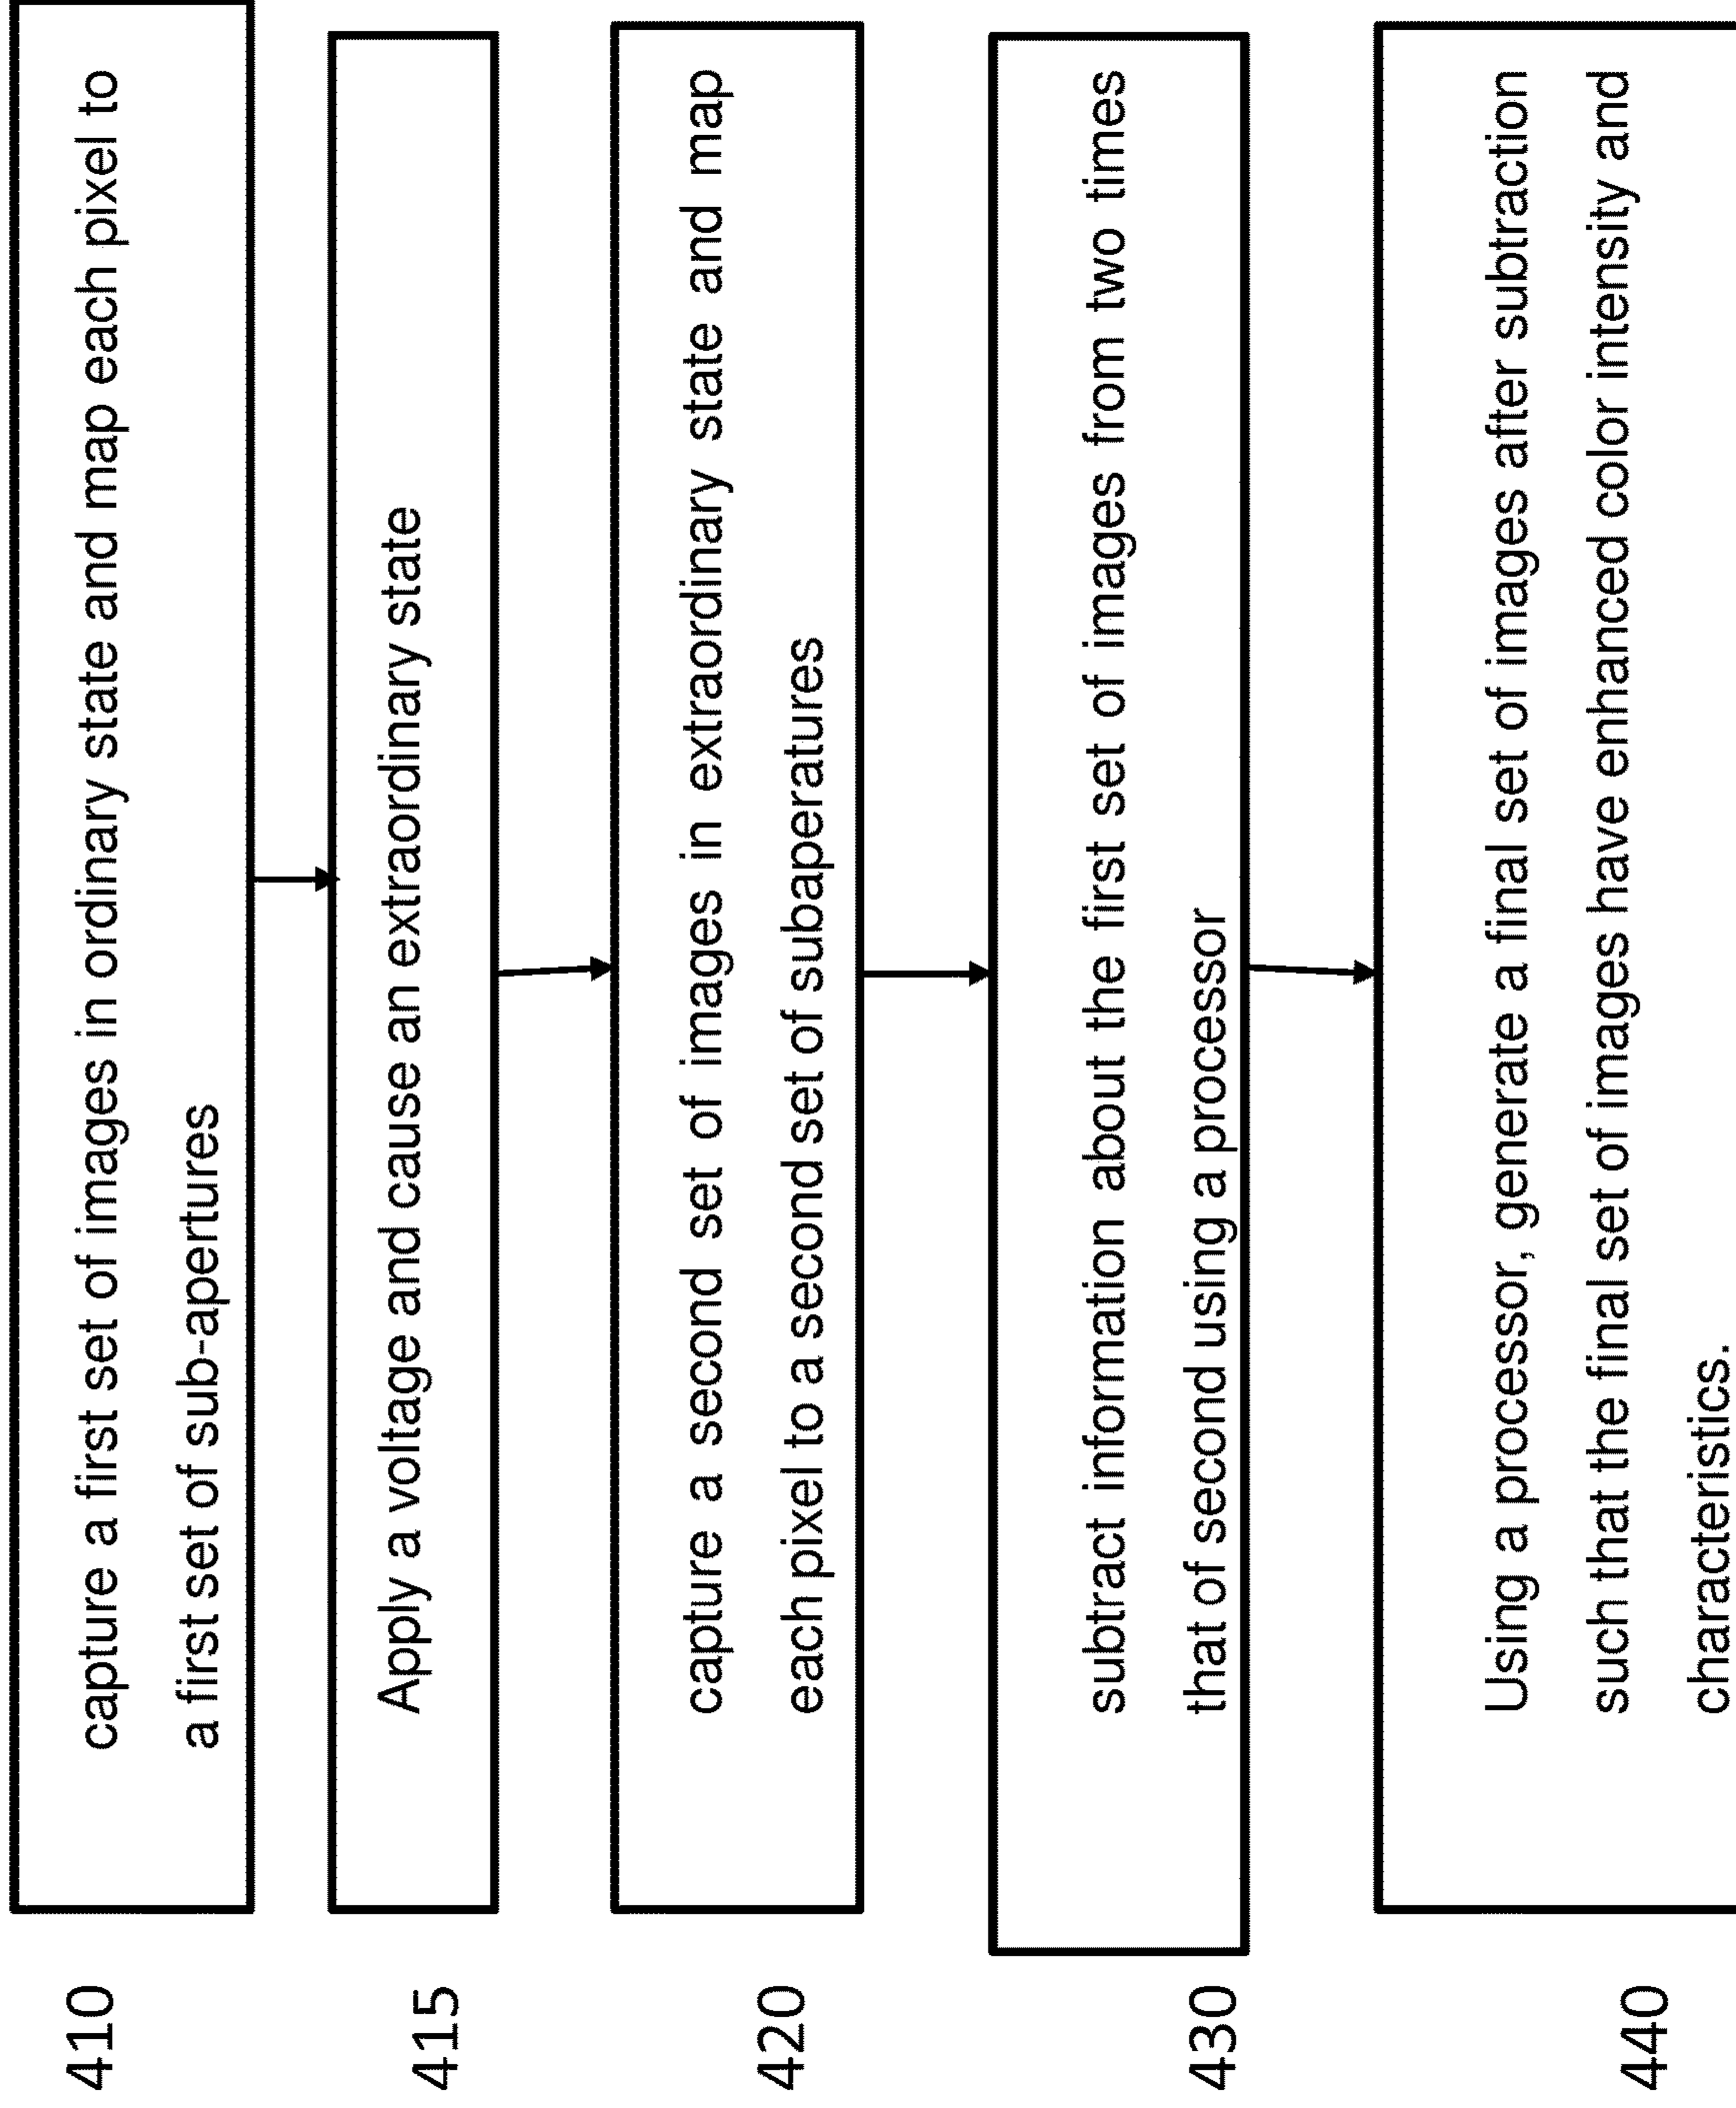 410
capture a first set of images in ordinary state and map each pixel to
a first set of sub-apertures
415
Apply a voltage and cause an extraordinary state
420
capture a second set of images in extraordinary state and map
each pixel to a second set of subaperatures
430
subtract information about the first set of images from two times
that of second using a processor
440
Using a processor, generate a final set of images after subtraction
such that the final set of images have enhanced color intensity and
characteristics.